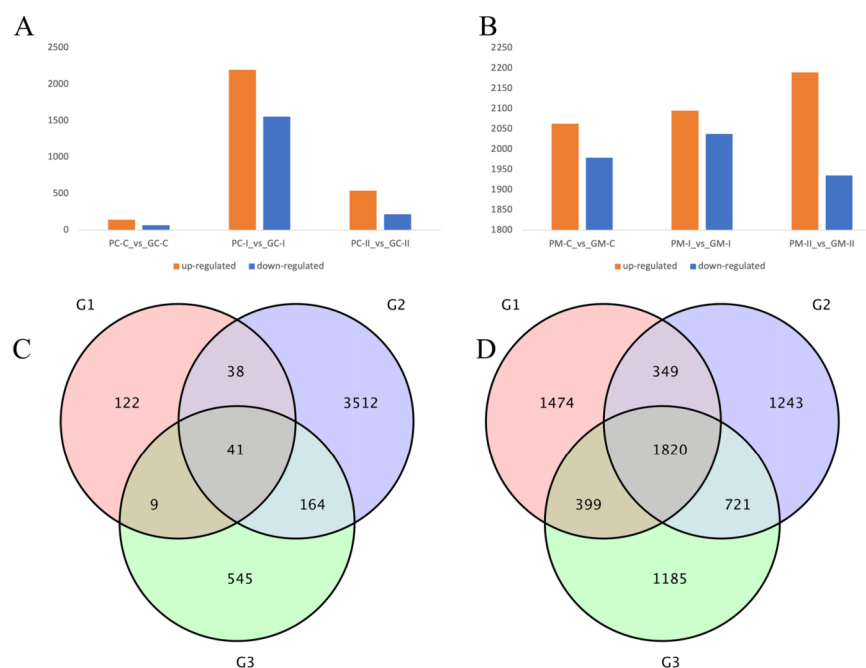 A
2500
2000
1500
1000
500
0
PC-C_vs_GC-C PC-I_vs_GC-I PC-II_vs_GC-II
up-regulated down-regulated
B
2250
2200
2150
2100
2050
2000
1950
1900
1850
1800
PM-C_vs_GM-C PM-I_vs_GM-I PM-II_vs_GM-II
up-regulated down-regulated
C
G1 G2
38
122 3512
41
9 164
545
G3
D
G1 G2
349
1474 1243
1820
399 721
1185
G3